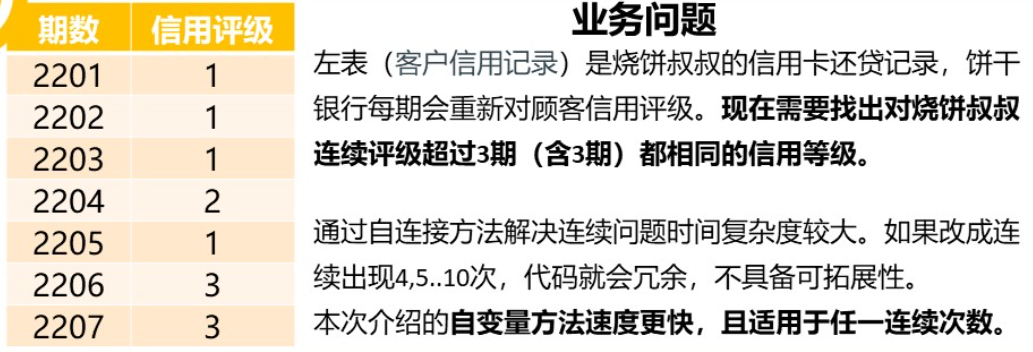 期数 信用评级
2201 1
2202 1
2203 1
2204 2
2205 1
2206 3
2207 3
业务问题
左表（客户信用记录）是烧饼叔叔的信用卡还贷记录，饼干
银行每期会重新对顾客信用评级。现在需要找出对烧饼叔叔
连续评级超过3期（含3期）都相同的信用等级。
通过自连接方法解决连续问题时间复杂度较大。如果改成连
续出现4,5..10次，代码就会冗余，不具备可拓展性。
本次介绍的自变量方法速度更快，且适用于任一连续次数。